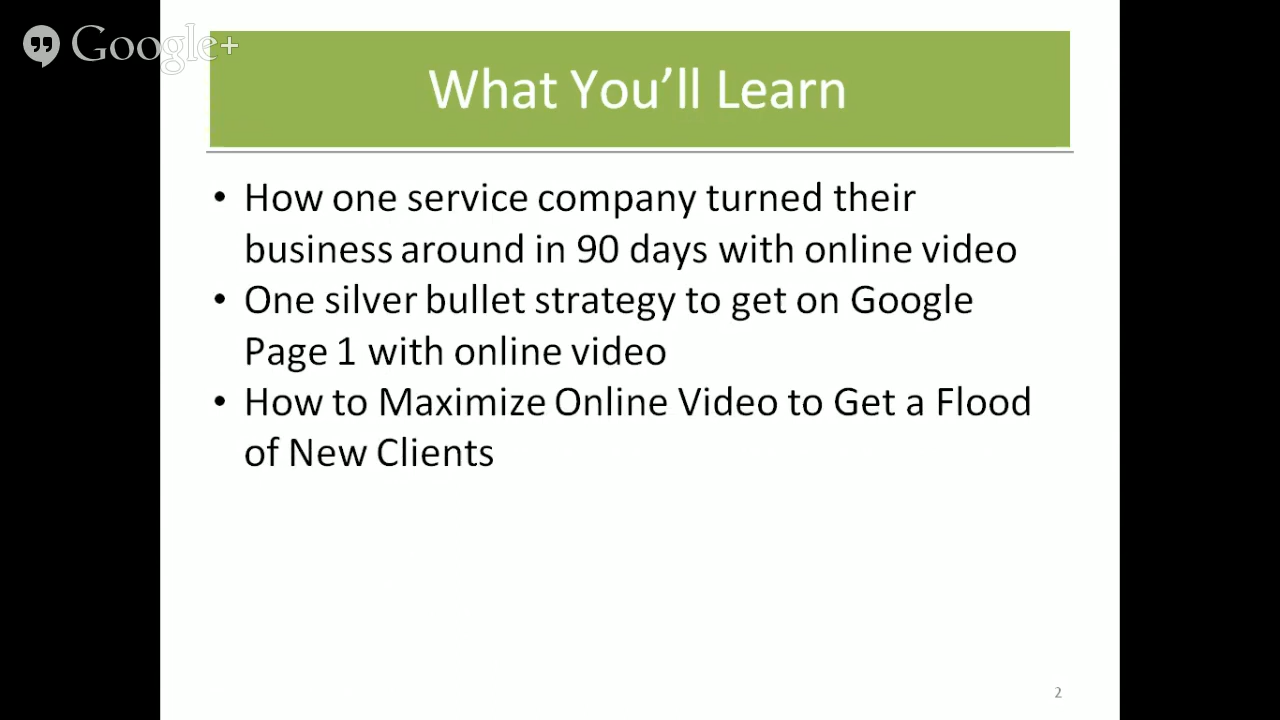 Google+
What You'll Learn
• How one service company turned their
business around in 90 days with online video
• One silver bullet strategy to get on Google
Page 1 with online video
• How to Maximize Online Video to Get a Flood
of New Clients
2